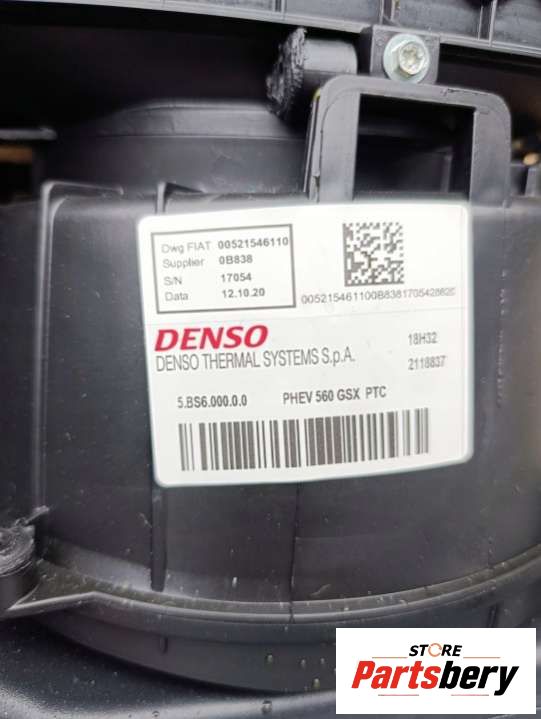 Dwg FIAT 00521546110
Supplier 0B838
S/N 17054
Data 12.10.20
DENSO
DENSO THERMAL SYSTEMS S.p.A.
18H32
2118837
5.BS6.000.0.0 PHEV 560 GSX PTC
STORE
Partsbery